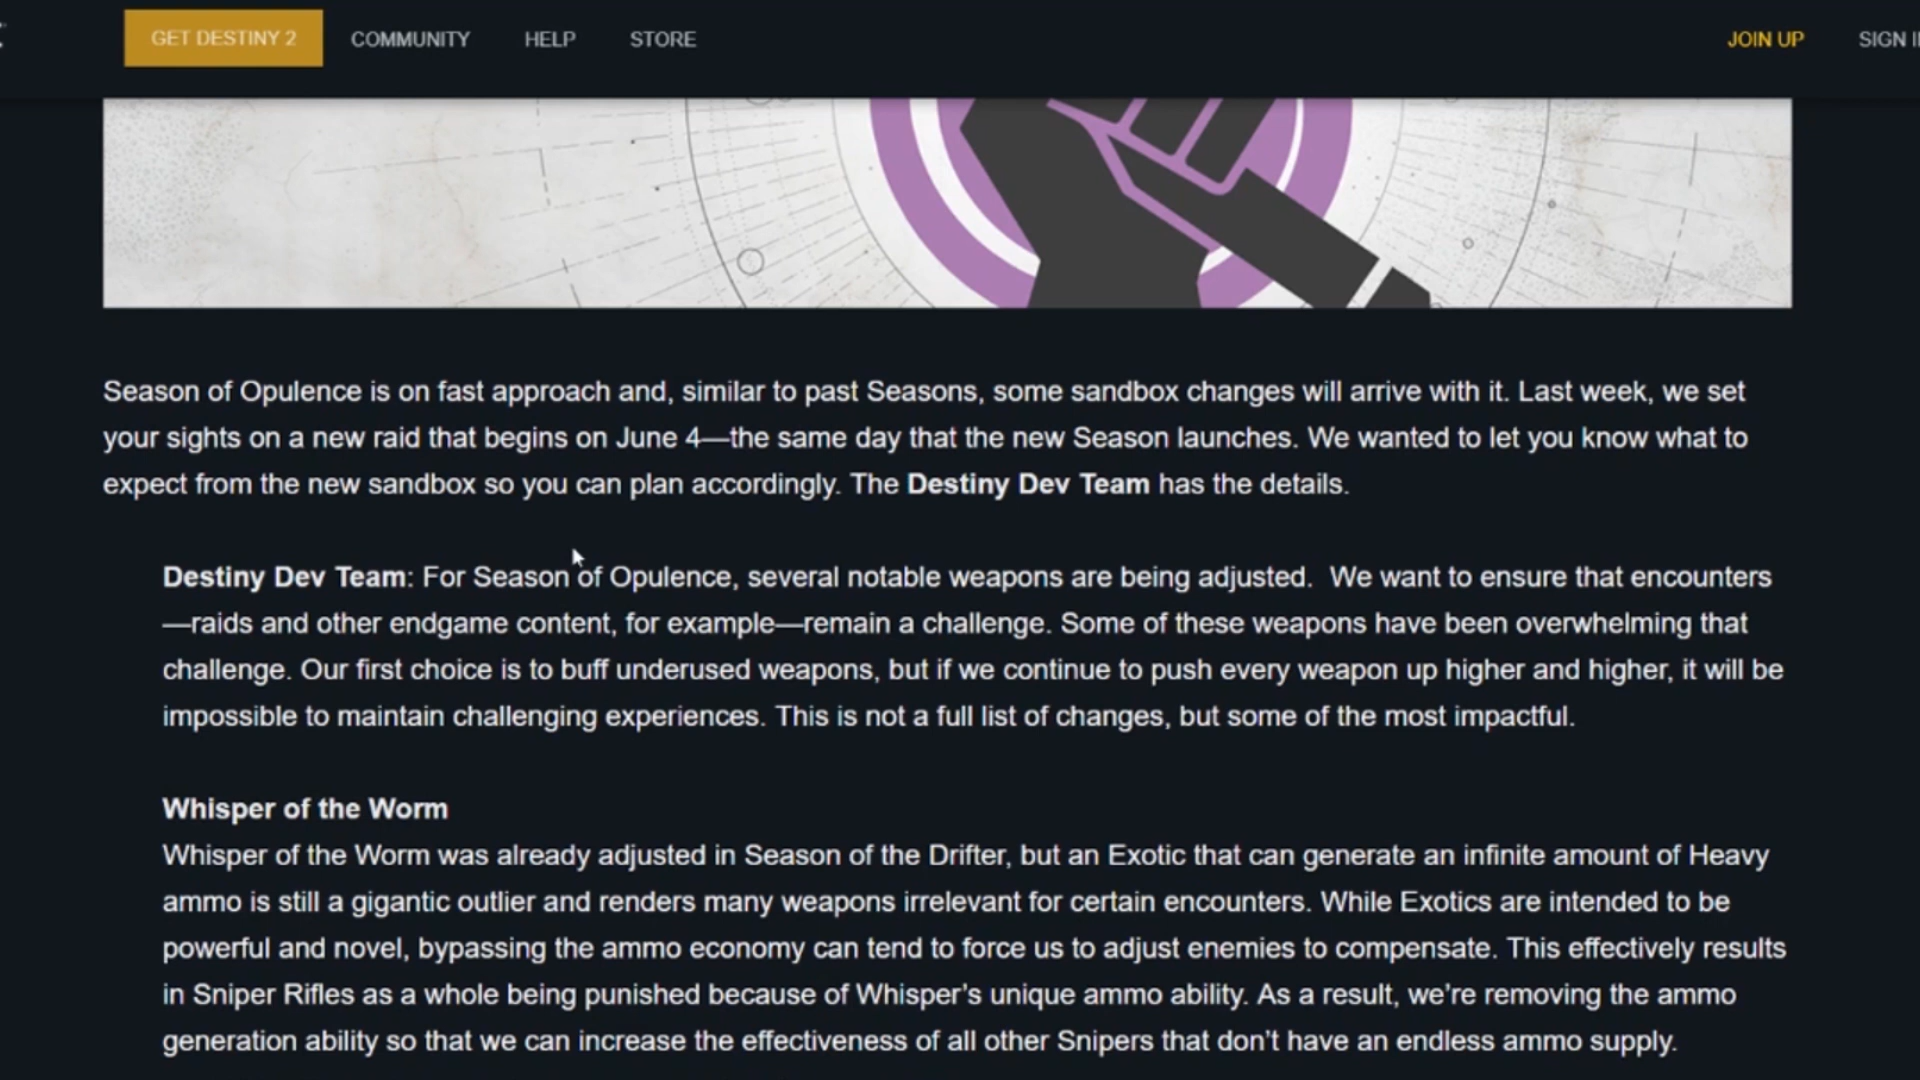 GET DESTINY 2 COMMUNITY HELP STORE JOIN UP SIGN
Season of Opulence is on fast approach and, similar to past Seasons, some sandbox changes will arrive with it. Last week, we set
your sights on a new raid that begins on June 4—the same day that the new Season launches. We wanted to let you know what to
expect from the new sandbox so you can plan accordingly. The Destiny Dev Team has the details.
Destiny Dev Team: For Season of Opulence, several notable weapons are being adjusted.  We want to ensure that encounters
—raids and other endgame content, for example—remain a challenge. Some of these weapons have been overwhelming that
challenge. Our first choice is to buff underused weapons, but if we continue to push every weapon up higher and higher, it will be
impossible to maintain challenging experiences. This is not a full list of changes, but some of the most impactful.
Whisper of the Worm
Whisper of the Worm was already adjusted in Season of the Drifter, but an Exotic that can generate an infinite amount of Heavy
ammo is still a gigantic outlier and renders many weapons irrelevant for certain encounters. While Exotics are intended to be
powerful and novel, bypassing the ammo economy can tend to force us to adjust enemies to compensate. This effectively results
in Sniper Rifles as a whole being punished because of Whisper’s unique ammo ability. As a result, we’re removing the ammo
generation ability so that we can increase the effectiveness of all other Snipers that don’t have an endless ammo supply.